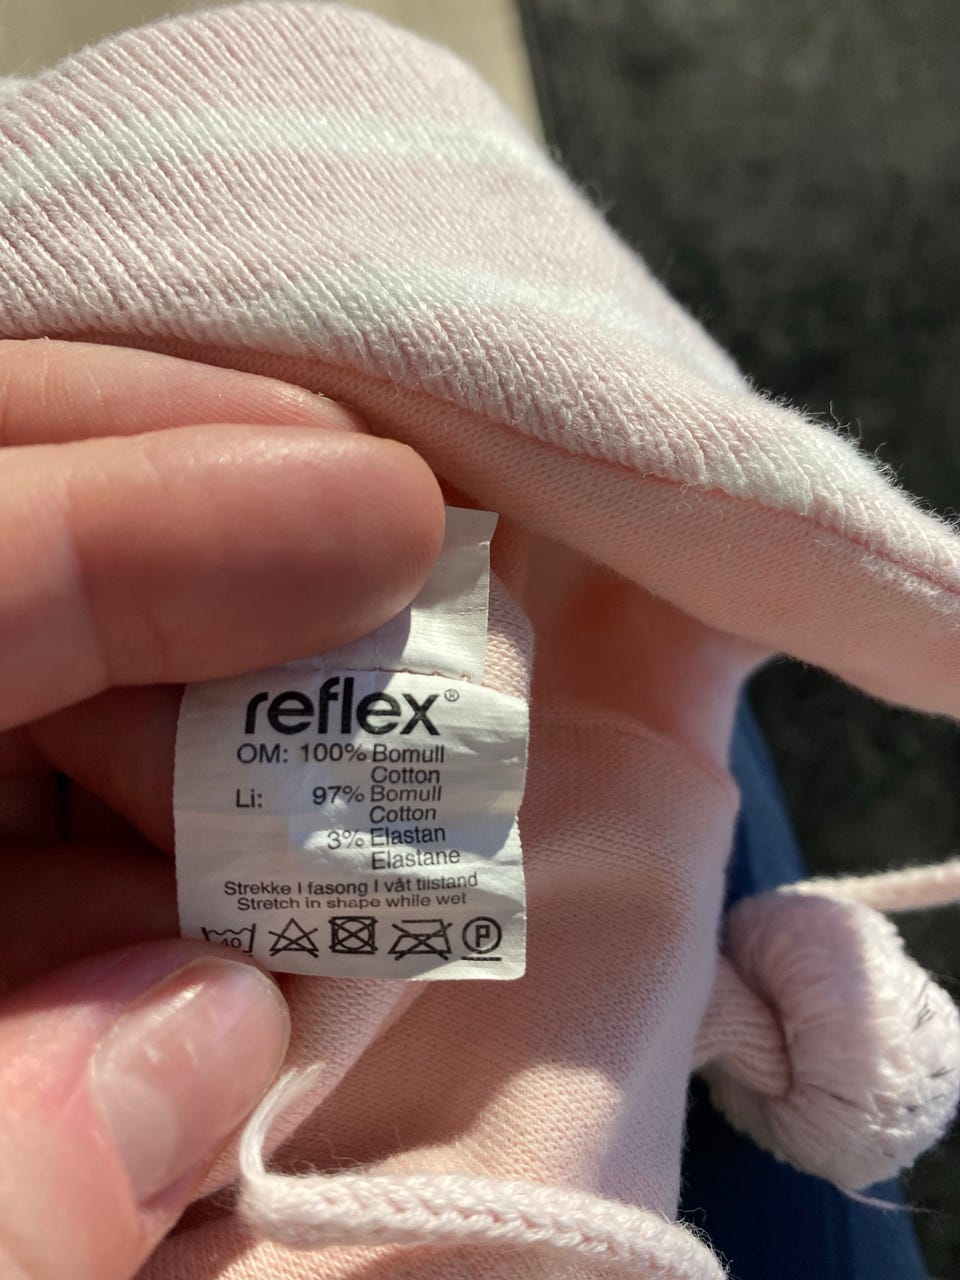 reflex®
OM: 100% Bomull
Cotton
Li: 97% Bomull
Cotton
3% Elastan
Elastane
Strekke I fasong I våt tilstand
Stretch in shape while wet
40
P